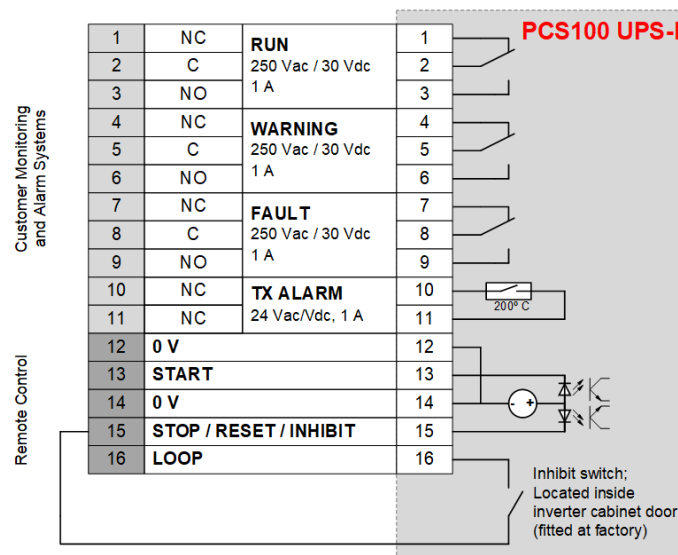 PCS100 UPS-I
Customer Monitoring
and Alarm Systems
Remote Control
1 NC RUN 1
2 C 250 Vac / 30 Vdc 2
3 NO 1 A 3
4 NC WARNING 4
5 C 250 Vac / 30 Vdc 5
6 NO 1 A 6
7 NC FAULT 7
8 C 250 Vac / 30 Vdc 8
9 NO 1 A 9
10 NC TX ALARM 10
11 NC 24 Vac/Vdc, 1 A 11
200º C
12 0 V 12
13 START 13
14 0 V 14
- +
15 STOP / RESET / INHIBIT 15
16 LOOP 16
Inhibit switch;
Located inside
inverter cabinet door
(fitted at factory)